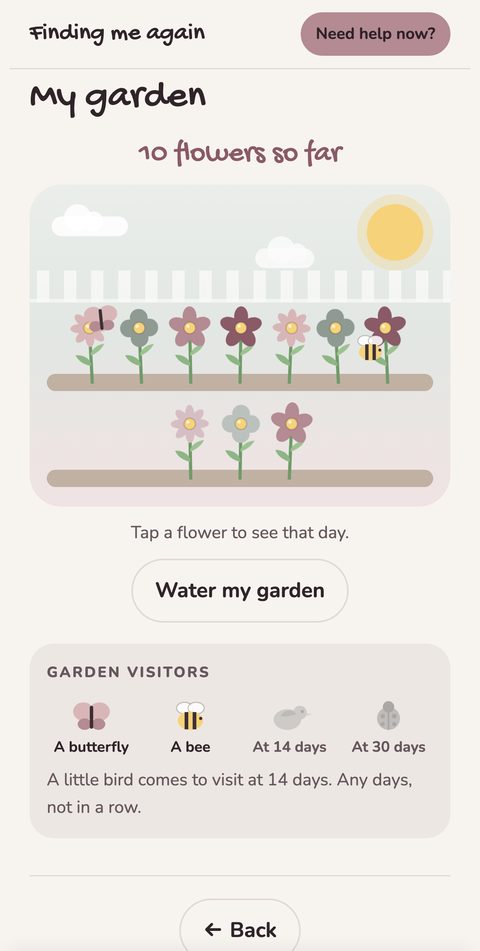 Finding me again
Need help now?
My garden
10 flowers so far
Tap a flower to see that day.
Water my garden
GARDEN VISITORS
A butterfly
A bee
At 14 days
At 30 days
A little bird comes to visit at 14 days. Any days,
not in a row.
← Back